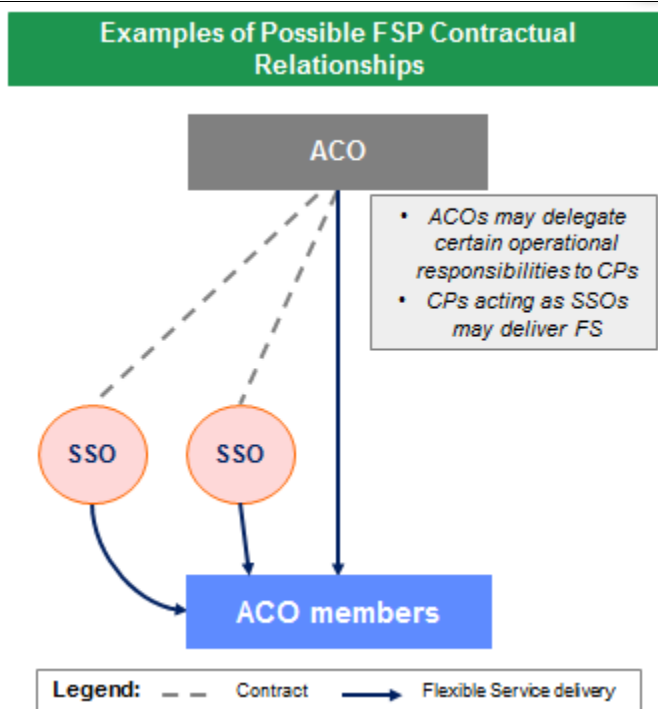 Examples of Possible FSP Contractual
Relationships
ACO
• ACOs may delegate
certain operational
responsibilities to CPs
• CPs acting as SSOs
may deliver FS
SSO
SSO
ACO members
Legend: Contract Flexible Service delivery